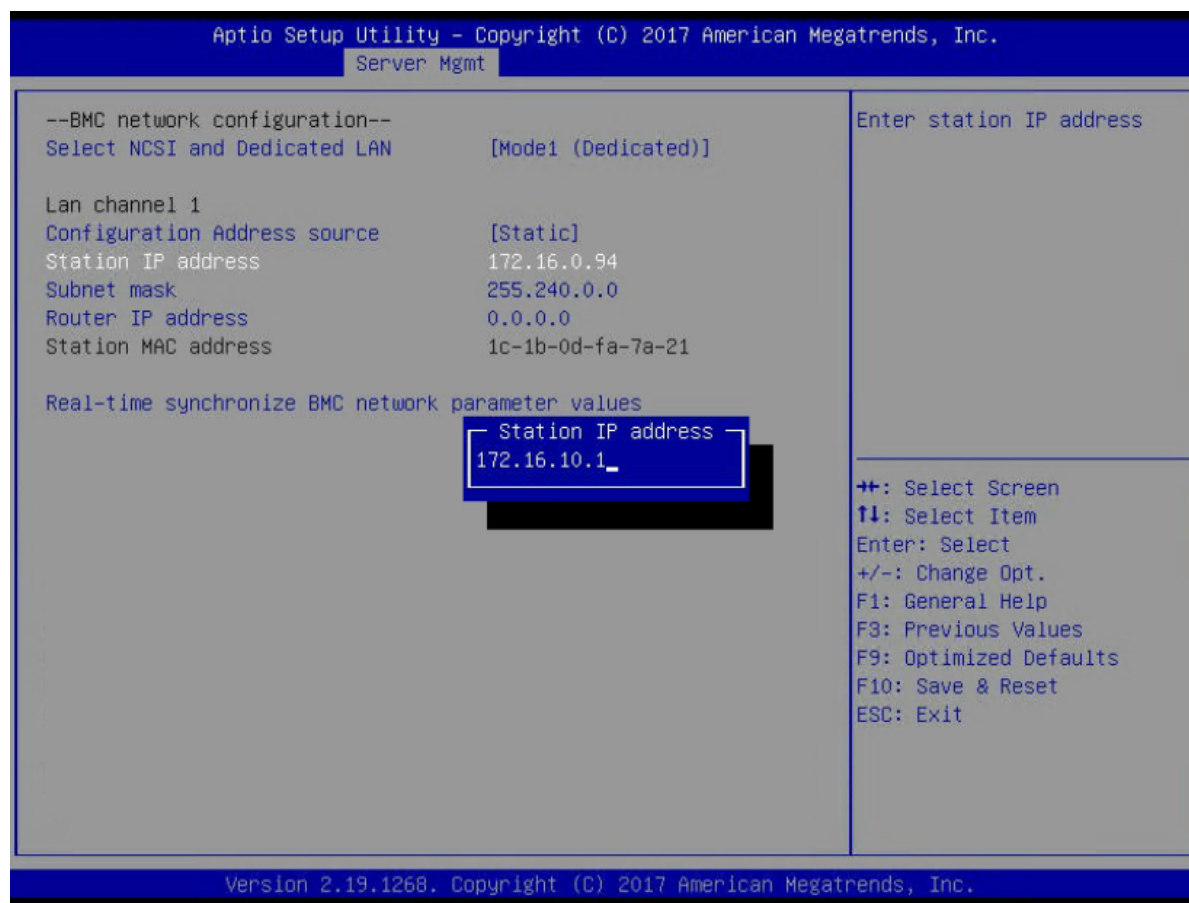 Aptio Setup Utility – Copyright (C) 2017 American Megatrends, Inc.
Server Mgmt
--BMC network configuration--
Select NCSI and Dedicated LAN [Mode1 (Dedicated)]
Lan channel 1
Configuration Address source [Static]
Station IP address 172.16.0.94
Subnet mask 255.240.0.0
Router IP address 0.0.0.0
Station MAC address 1c-1b-0d-fa-7a-21
Real-time synchronize BMC network parameter values
Station IP address
172.16.10.1_
Enter station IP address
→←: Select Screen
↑↓: Select Item
Enter: Select
+/-: Change Opt.
F1: General Help
F3: Previous Values
F9: Optimized Defaults
F10: Save & Reset
ESC: Exit
Version 2.19.1268. Copyright (C) 2017 American Megatrends, Inc.